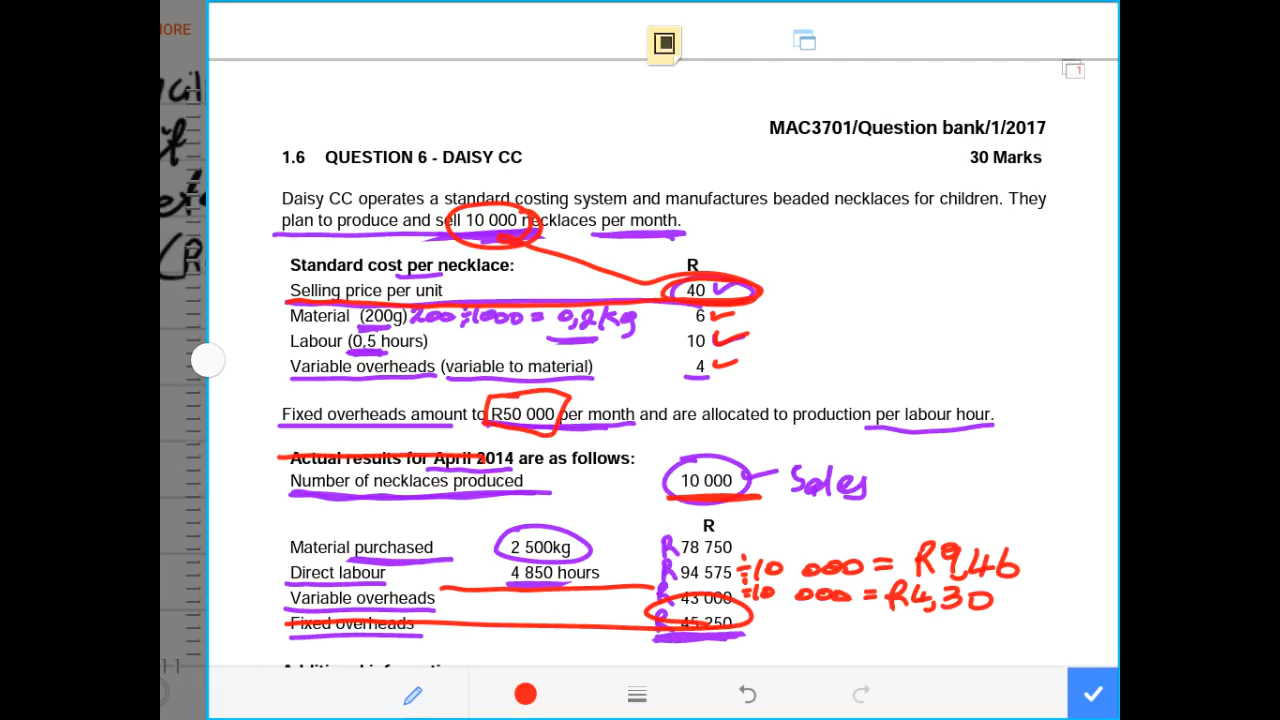 MORE
1
MAC3701/Question bank/1/2017
1.6 QUESTION 6 - DAISY CC 30 Marks
Daisy CC operates a standard costing system and manufactures beaded necklaces for children. They
plan to produce and sell 10 000 necklaces per month.
Standard cost per necklace: R
Selling price per unit 40
Material (200g) 200÷1000 = 0,2kg 6
Labour (0,5 hours) 10
Variable overheads (variable to material) 4
Fixed overheads amount to R50 000 per month and are allocated to production per labour hour.
Actual results for April 2014 are as follows:
Number of necklaces produced 10 000 Sales
R
Material purchased 2 500kg R 78 750
Direct labour 4 850 hours R 94 575 ÷10 000 = R9,46
Variable overheads R 43 000 ÷10 000 = R4,30
Fixed overheads R 45 250